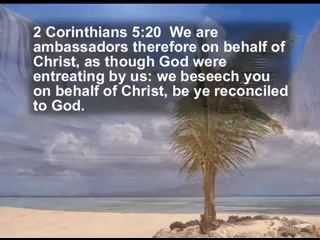 2 Corinthians 5:20  We are
ambassadors therefore on behalf of
Christ, as though God were
entreating by us: we beseech you
on behalf of Christ, be ye reconciled
to God.